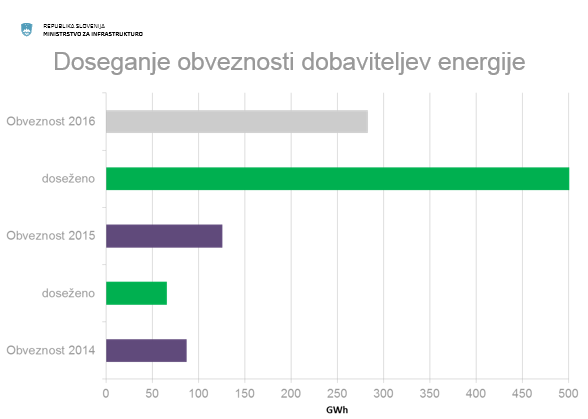 REPUBLIKA SLOVENIJA
MINISTRSTVO ZA INFRASTRUKTURO
Doseganje obveznosti dobaviteljev energije
Obveznost 2016
doseženo
Obveznost 2015
doseženo
Obveznost 2014
0 50 100 150 200 250 300 350 400 450 500
GWh